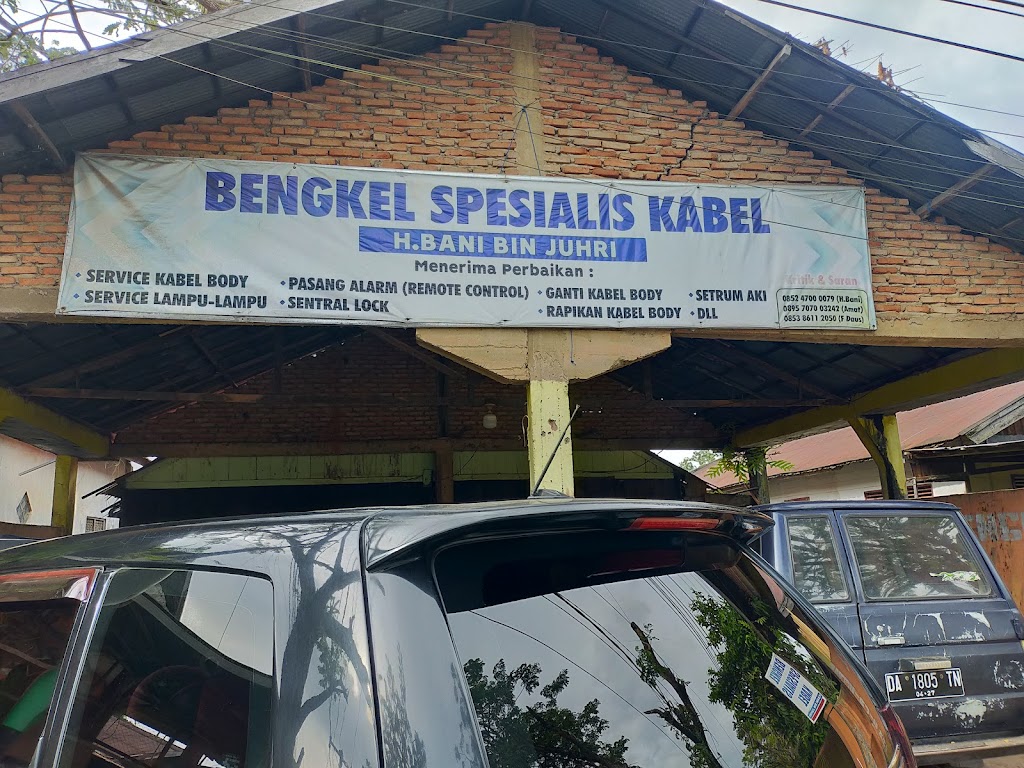 BENGKEL SPESIALIS KABEL
H.BANI BIN JUHRI
Menerima Perbaikan :
• SERVICE KABEL BODY
• SERVICE LAMPU-LAMPU
• PASANG ALARM (REMOTE CONTROL)
• SENTRAL LOCK
• GANTI KABEL BODY
• RAPIKAN KABEL BODY
• SETRUM AKI
• DLL
Kritik & Saran
0852 4700 0079 (H.Bani)
0895 7070 03242 (Amat)
0853 8611 2050 (F Daus)
DA 1805 TN
04·27